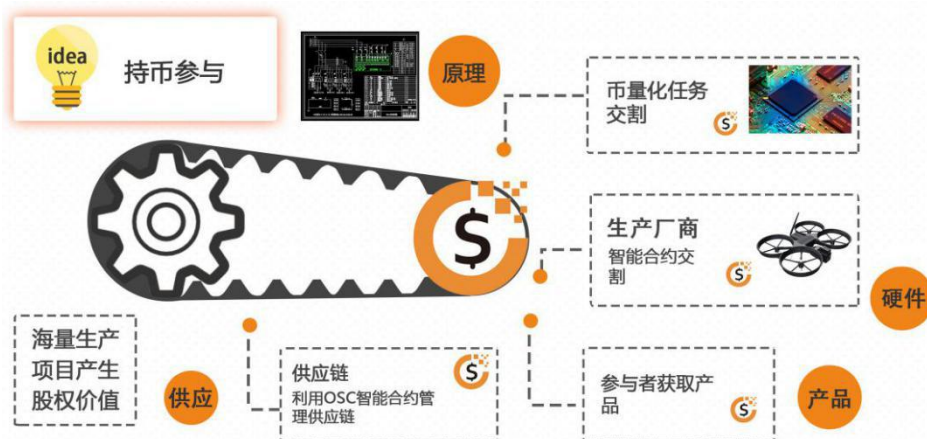 idea
持币参与
原理
币量化任务
交割
$
$
生产厂商
智能合约交
割
$
硬件
海量生产
项目产生
股权价值
供应
供应链
利用OSC智能合约管
理供应链
$
参与者获取产
品
$
产品